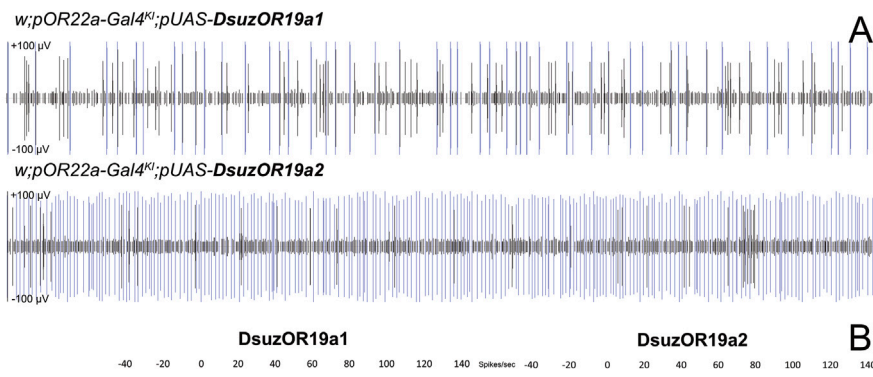 w;pOR22a-Gal4ᴷᴵ;pUAS-DsuzOR19a1
A
+100 µV
-100 µV
w;pOR22a-Gal4ᴷᴵ;pUAS-DsuzOR19a2
+100 µV
-100 µV
B
DsuzOR19a1 DsuzOR19a2
-40 -20 0 20 40 60 80 100 120 140 Spikes/sec -40 -20 0 20 40 60 80 100 120 140